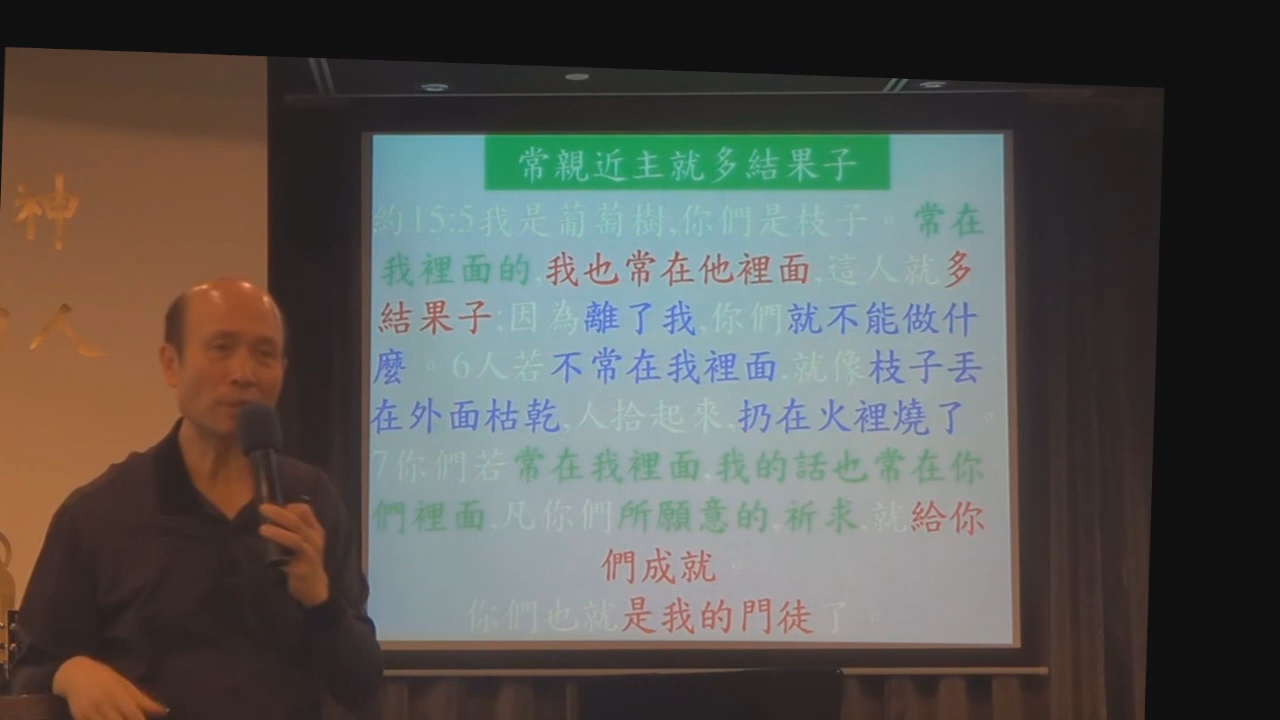 常親近主就多結果子
約15:5我是葡萄樹,你們是枝子。常在
我裡面的,我也常在他裡面,這人就多
結果子;因為離了我,你們就不能做什
麼。6人若不常在我裡面,就像枝子丟
在外面枯乾,人拾起來,扔在火裡燒了。
7你們若常在我裡面,我的話也常在你
們裡面,凡你們所願意的,祈求,就給你
們成就。
你們也就是我的門徒了。
神
人